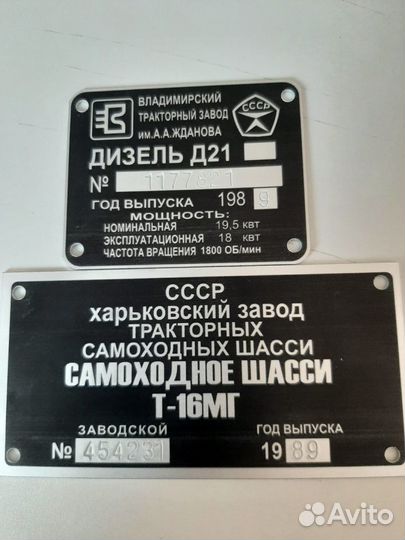 ВЛАДИМИРСКИЙ
ТРАКТОРНЫЙ ЗАВОД
им.А.А.ЖДАНОВА
СССР
ДИЗЕЛЬ Д21
№ 1177621
ГОД ВЫПУСКА 1989
МОЩНОСТЬ:
НОМИНАЛЬНАЯ 19,5 квт
ЭКСПЛУАТАЦИОННАЯ 18 квт
ЧАСТОТА ВРАЩЕНИЯ 1800 ОБ/мин
СССР
ХАРЬКОВСКИЙ ЗАВОД
ТРАКТОРНЫХ
САМОХОДНЫХ ШАССИ
САМОХОДНОЕ ШАССИ
Т-16МГ
ЗАВОДСКОЙ ГОД ВЫПУСКА
№ 454231 1989
Avito